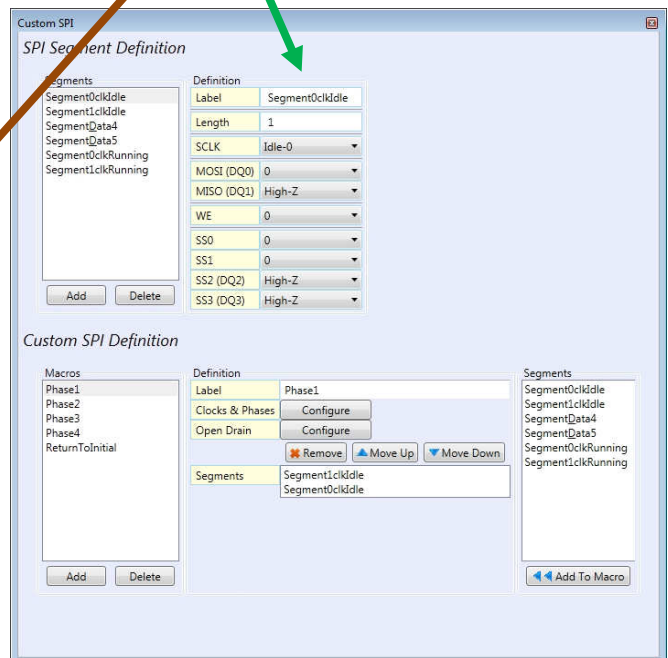 Custom SPI
SPI Segment Definition
Segments
Segment0clkIdle
Segment1clkIdle
SegmentData4
SegmentData5
Segment0clkRunning
Segment1clkRunning
Add Delete
Definition
Label Segment0clkIdle
Length 1
SCLK Idle-0
MOSI (DQ0) 0
MISO (DQ1) High-Z
WE 0
SS0 0
SS1 0
SS2 (DQ2) High-Z
SS3 (DQ3) High-Z
Custom SPI Definition
Macros
Phase1
Phase2
Phase3
Phase4
ReturnToInitial
Add Delete
Definition
Label Phase1
Clocks & Phases Configure
Open Drain Configure
Remove Move Up Move Down
Segments Segment1clkIdle
Segment0clkIdle
Segments
Segment0clkIdle
Segment1clkIdle
SegmentData4
SegmentData5
Segment0clkRunning
Segment1clkRunning
Add To Macro